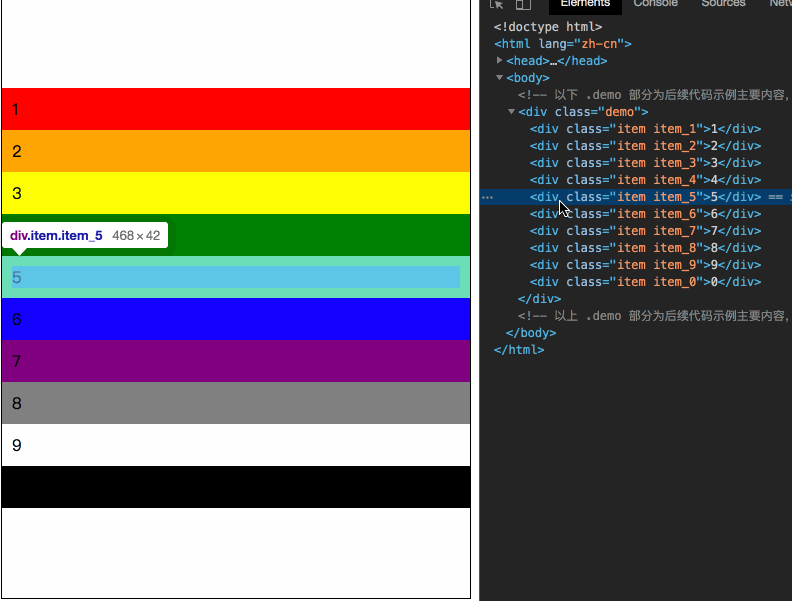 Elements Console Sources Netw
<!doctype html>
<html lang="zh-cn">
<head>…</head>
<body>
<!-- 以下 .demo 部分为后续代码示例主要内容,
<div class="demo">
<div class="item item_1">1</div>
<div class="item item_2">2</div>
<div class="item item_3">3</div>
<div class="item item_4">4</div>
<div class="item item_5">5</div> == 
<div class="item item_6">6</div>
<div class="item item_7">7</div>
<div class="item item_8">8</div>
<div class="item item_9">9</div>
<div class="item item_0">0</div>
</div>
<!-- 以上 .demo 部分为后续代码示例主要内容,
</body>
</html>
1
2
3
div.item.item_5 468 × 42
5
6
7
8
9